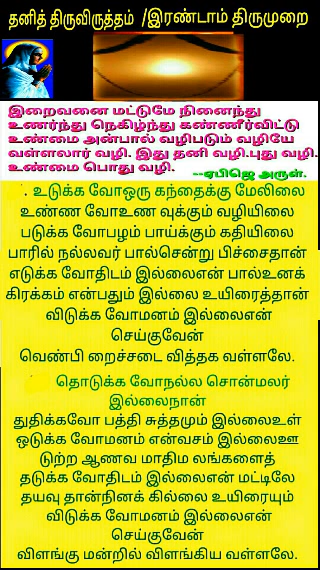 தனித் திருவிருத்தம் /இரண்டாம் திருமுறை
இறைவனை மட்டுமே நினைந்து
உணர்ந்து நெகிழ்ந்து கண்ணீர்விட்டு
உண்மை அன்பால் வழிபடும் வழியே
வள்ளலார் வழி. இது தனி வழி.புது வழி.
உண்மை பொது வழி.
--ஏபிஜெ அருள்.
. உடுக்க வோஒரு கந்தைக்கு மேலிலை
உண்ண வோஉண வுக்கும் வழியிலை
படுக்க வோபழம் பாய்க்கும் கதியிலை
பாரில் நல்லவர் பால்சென்று பிச்சைதான்
எடுக்க வோதிடம் இல்லைஎன் பால்உனக்
கிரக்கம் என்பதும் இல்லை உயிரைத்தான்
விடுக்க வோமனம் இல்லைஎன்
செய்குவேன்
வெண்பி றைச்சடை வித்தக வள்ளலே.
தொடுக்க வோநல்ல சொன்மலர்
இல்லைநான்
துதிக்கவோ பத்தி சுத்தமும் இல்லைஉள்
ஒடுக்க வோமனம் என்வசம் இல்லைஊ
டுற்ற ஆணவ மாதிம லங்களைத்
தடுக்க வோதிடம் இல்லைஎன் மட்டிலே
தயவு தான்நினக் கில்லை உயிரையும்
விடுக்க வோமனம் இல்லைஎன்
செய்குவேன்
விளங்கு மன்றில் விளங்கிய வள்ளலே.